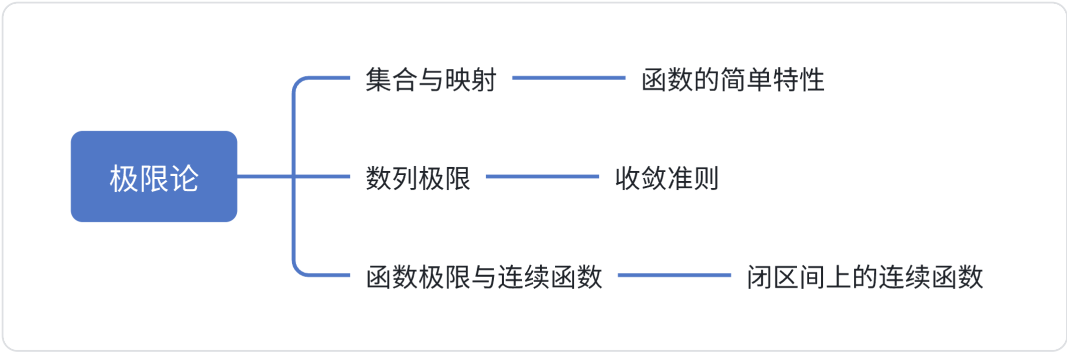 极限论
集合与映射
函数的简单特性
数列极限
收敛准则
函数极限与连续函数
闭区间上的连续函数